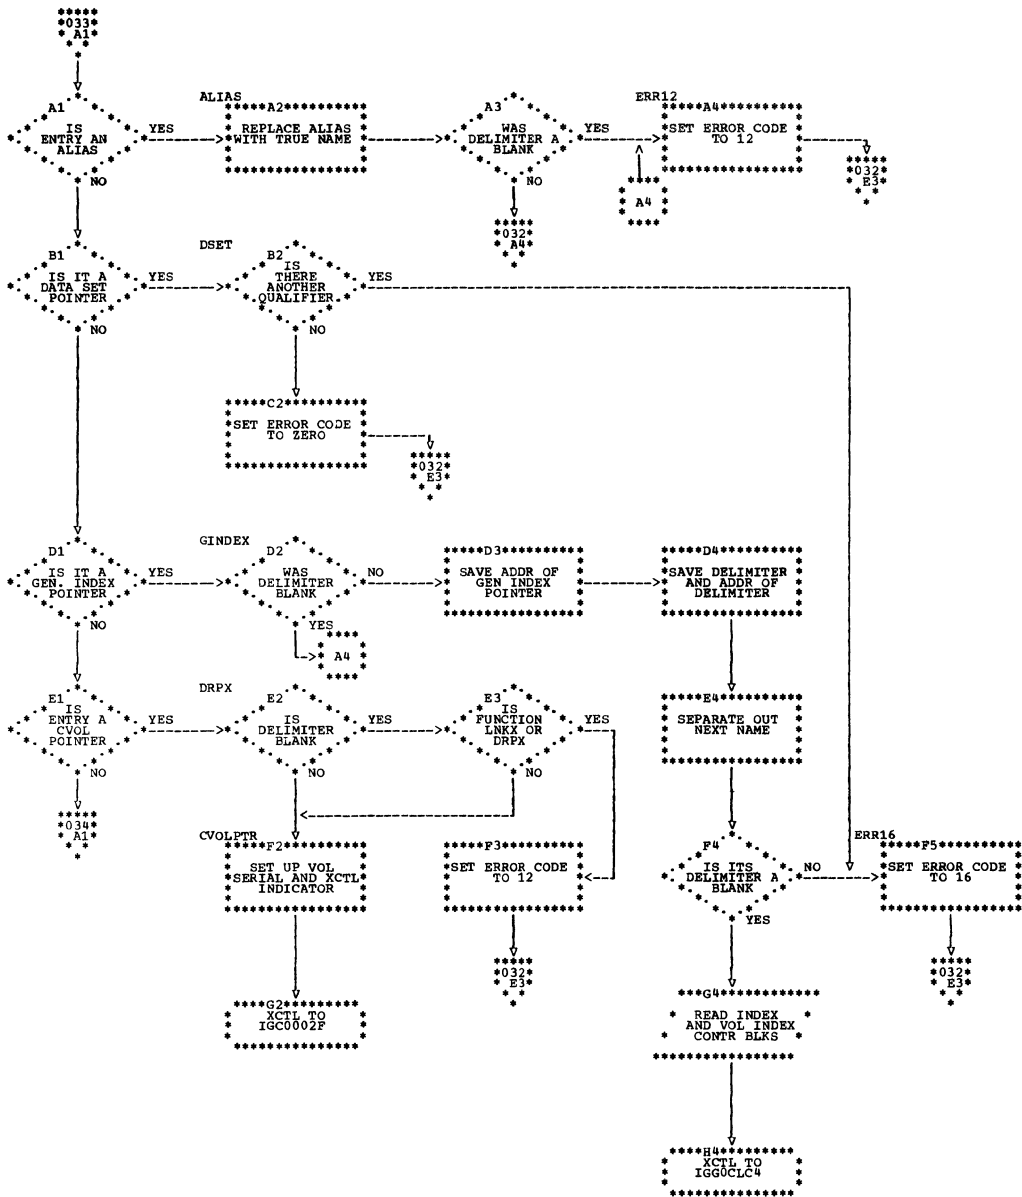 033
A1
A1
IS
ENTRY AN
ALIAS
YES
NO
ALIAS
A2
REPLACE ALIAS
WITH TRUE NAME
A3
WAS
DELIMITER A
BLANK
YES
NO
032
A4
ERR12
A4
SET ERROR CODE
TO 12
A4
032
E3
B1
IS IT A
DATA SET
POINTER
YES
NO
DSET
B2
IS
THERE
ANOTHER
QUALIFIER
YES
NO
C2
SET ERROR CODE
TO ZERO
032
E3
D1
IS IT A
GEN. INDEX
POINTER
YES
NO
GINDEX
D2
WAS
DELIMITER
BLANK
NO
YES
A4
D3
SAVE ADDR OF
GEN INDEX
POINTER
D4
SAVE DELIMITER
AND ADDR OF
DELIMITER
E1
IS
ENTRY A
CVOL
POINTER
YES
NO
034
A1
DRPX
E2
IS
DELIMITER
BLANK
YES
NO
E3
IS
FUNCTION
LNKX OR
DRPX
YES
NO
E4
SEPARATE OUT
NEXT NAME
CVOLPTR
F2
SET UP VOL
SERIAL AND XCTL
INDICATOR
F3
SET ERROR CODE
TO 12
032
E3
F4
IS ITS
DELIMITER A
BLANK
NO
YES
ERR16
F5
SET ERROR CODE
TO 16
032
E3
G2
XCTL TO
IGC0002F
G4
READ INDEX
AND VOL INDEX
CONTR BLKS
H4
XCTL TO
IGG0CLC4